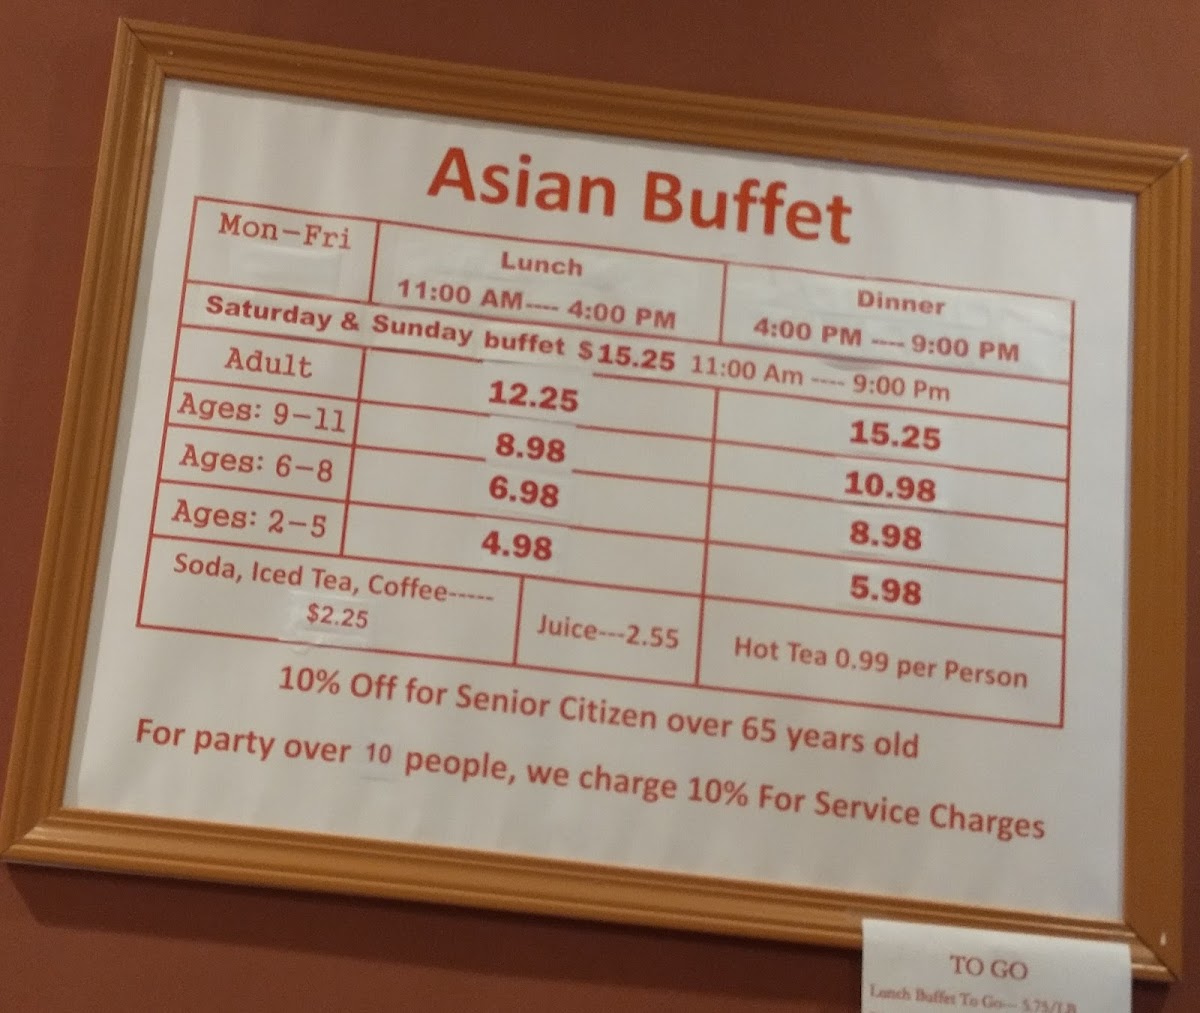 Asian Buffet
Mon-Fri
Lunch
11:00 AM---- 4:00 PM
Dinner
4:00 PM ---- 9:00 PM
Saturday & Sunday buffet $15.25 11:00 Am ---- 9:00 Pm
Adult 12.25 15.25
Ages: 9-11 8.98 10.98
Ages: 6-8 6.98 8.98
Ages: 2-5 4.98 5.98
Soda, Iced Tea, Coffee-----
$2.25
Juice---2.55
Hot Tea 0.99 per Person
10% Off for Senior Citizen over 65 years old
For party over 10 people, we charge 10% For Service Charges
TO GO
Lunch Buffet To Go--- 5.75/LB